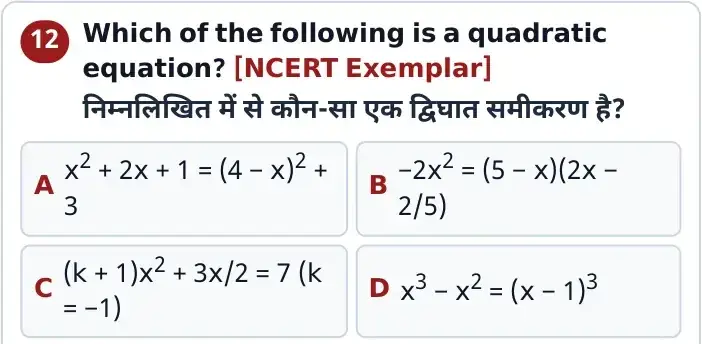 12 Which of the following is a quadratic
equation? [NCERT Exemplar]
निम्नलिखित में से कौन-सा एक द्विघात समीकरण है?
A x² + 2x + 1 = (4 − x)² +
3
B −2x² = (5 − x)(2x −
2/5)
C (k + 1)x² + 3x/2 = 7 (k
= −1)
D x³ − x² = (x − 1)³